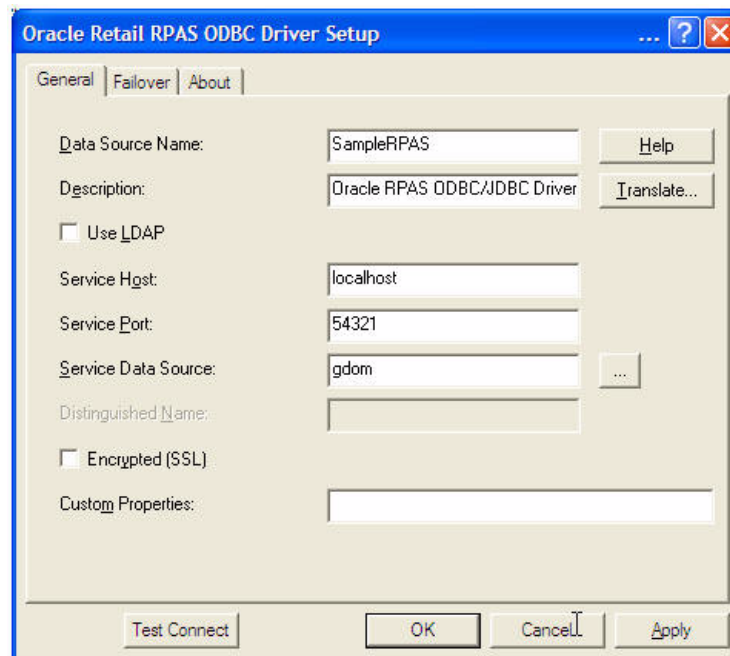 Oracle Retail RPAS ODBC Driver Setup ... ?
General Failover About
Data Source Name: SampleRPAS Help
Description: Oracle RPAS ODBC/JDBC Driver Translate...
Use LDAP
Service Host: localhost
Service Port: 54321
Service Data Source: gdom ...
Distinguished Name:
Encrypted (SSL)
Custom Properties:
Test Connect OK Cancel Apply